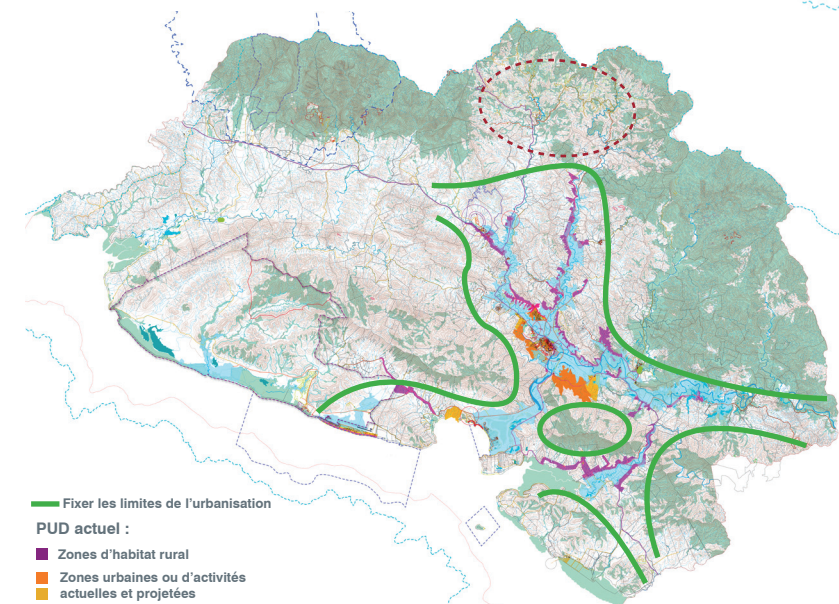 Fixer les limites de l'urbanisation
PUD actuel :
Zones d'habitat rural
Zones urbaines ou d'activités
actuelles et projetées